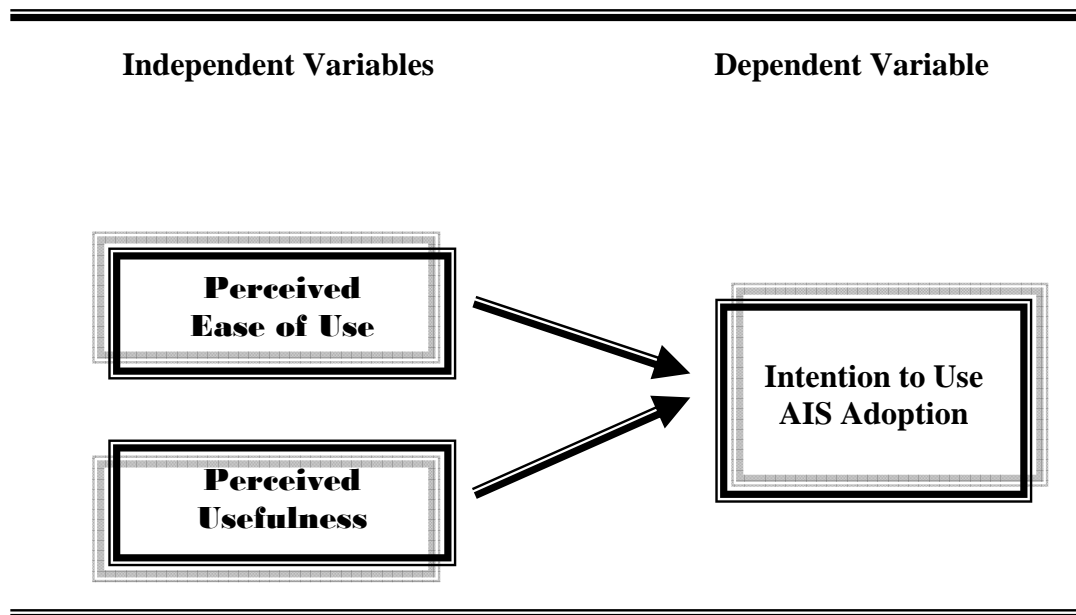 Independent Variables
Dependent Variable
Perceived
Ease of Use
Intention to Use
AIS Adoption
Perceived
Usefulness